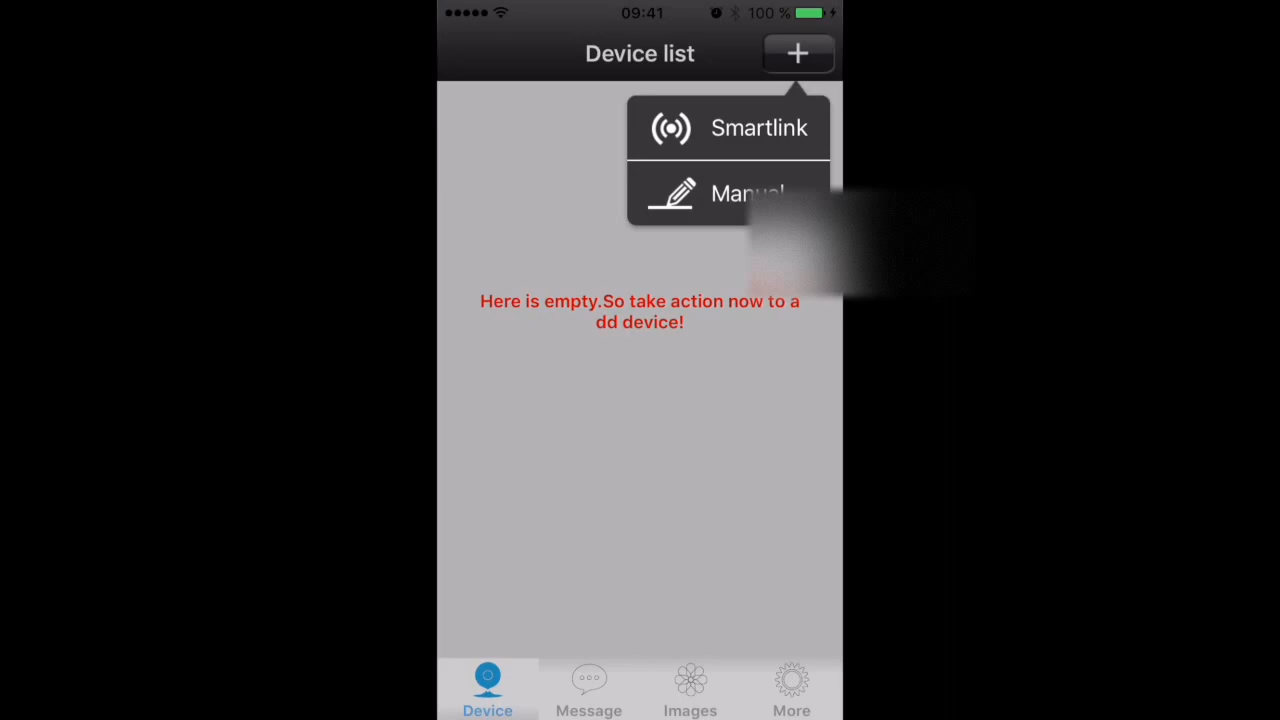 09:41
100 %
Device list
Smartlink
Manual
Here is empty.So take action now to a
dd device!
Device
Message
Images
More